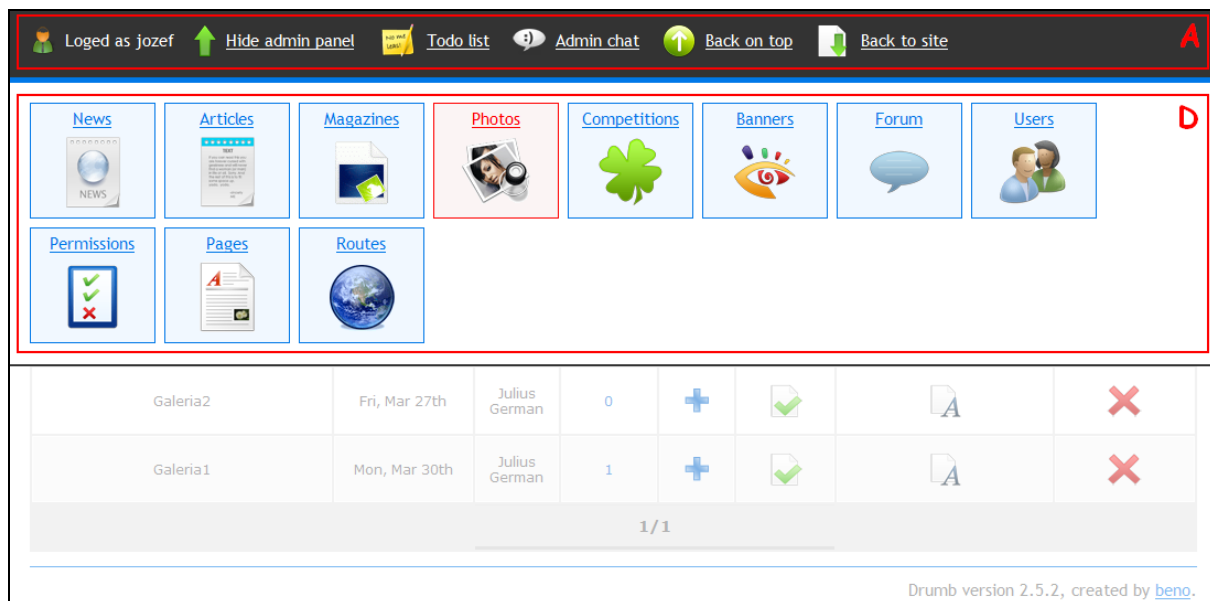 Loged as jozef Hide admin panel Todo list Admin chat Back on top Back to site A
D
News Articles Magazines Photos Competitions Banners Forum Users
NEWS TEXT
Permissions Pages Routes
A
Galeria2 Fri, Mar 27th Julius German 0 A
Galeria1 Mon, Mar 30th Julius German 1 A
1/1
Drumb version 2.5.2, created by beno.